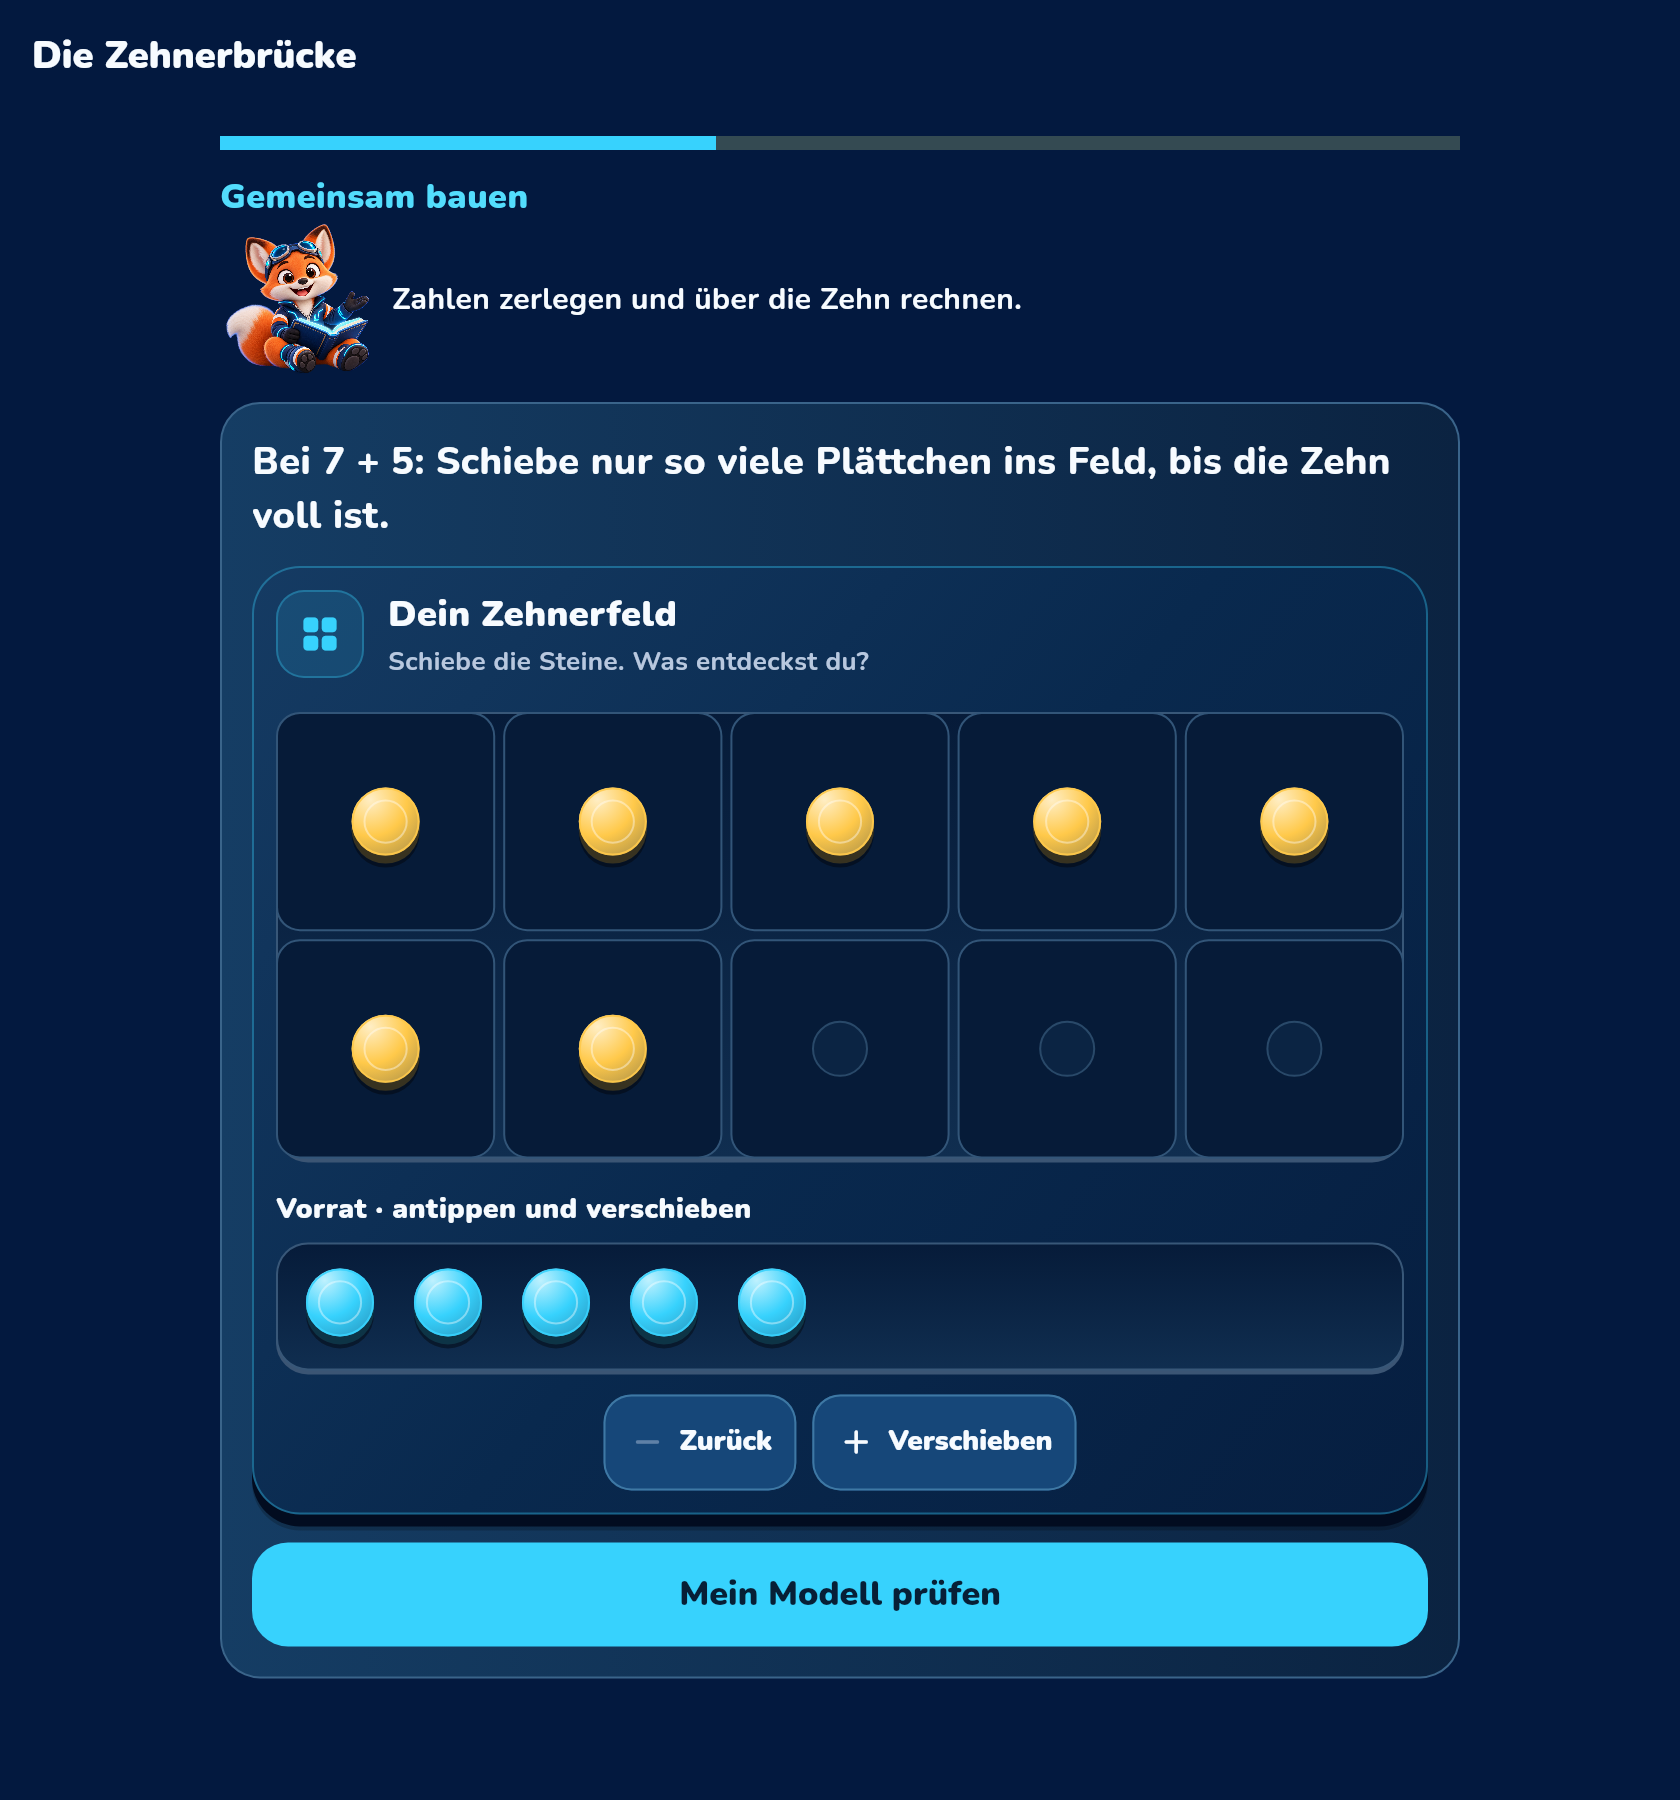 Die Zehnerbrücke
Gemeinsam bauen
Zahlen zerlegen und über die Zehn rechnen.
Bei 7 + 5: Schiebe nur so viele Plättchen ins Feld, bis die Zehn
voll ist.
Dein Zehnerfeld
Schiebe die Steine. Was entdeckst du?
Vorrat · antippen und verschieben
− Zurück
+ Verschieben
Mein Modell prüfen